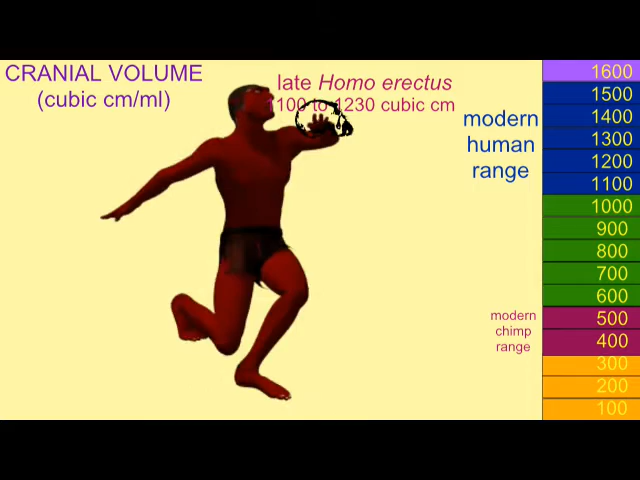 CRANIAL VOLUME
(cubic cm/ml)
late Homo erectus
1100 to 1230 cubic cm
modern
human
range
modern
chimp
range
1600
1500
1400
1300
1200
1100
1000
900
800
700
600
500
400
300
200
100